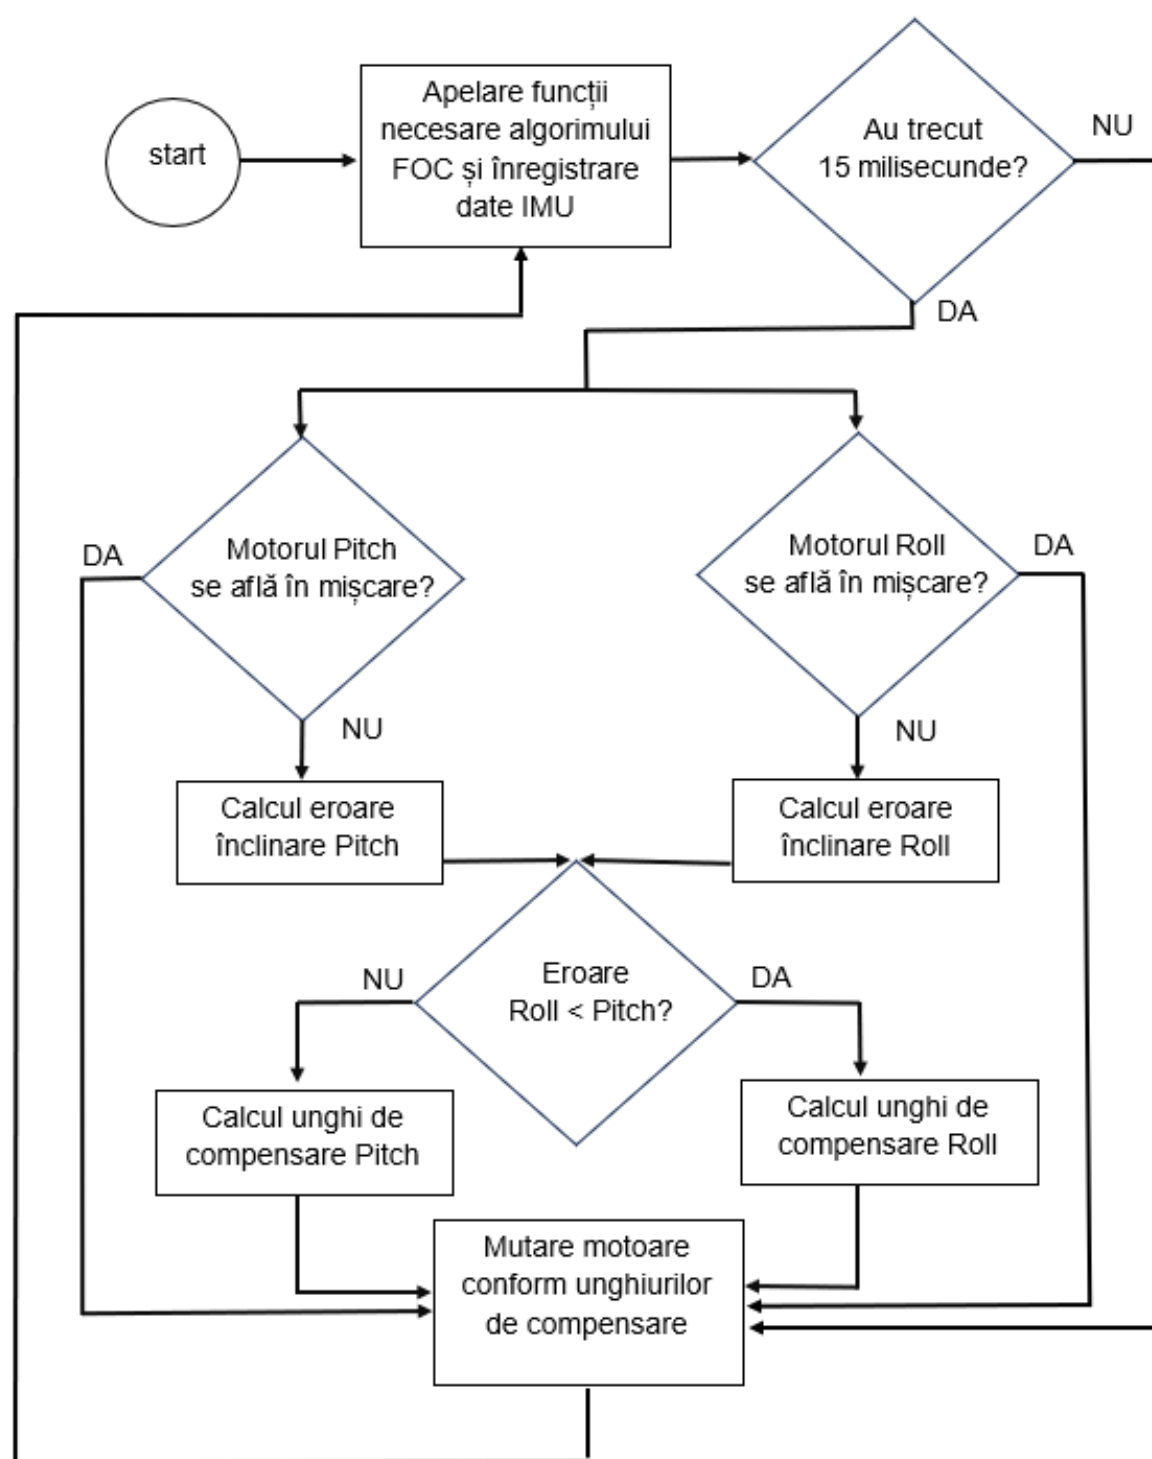 start
Apelare funcții
necesare algorimului
FOC și înregistrare
date IMU
Au trecut
15 milisecunde?
NU
DA
Motorul Pitch
se află în mișcare?
DA
NU
Motorul Roll
se află în mișcare?
DA
NU
Calcul eroare
înclinare Pitch
Calcul eroare
înclinare Roll
Eroare
Roll < Pitch?
NU
DA
Calcul unghi de
compensare Pitch
Calcul unghi de
compensare Roll
Mutare motoare
conform unghiurilor
de compensare